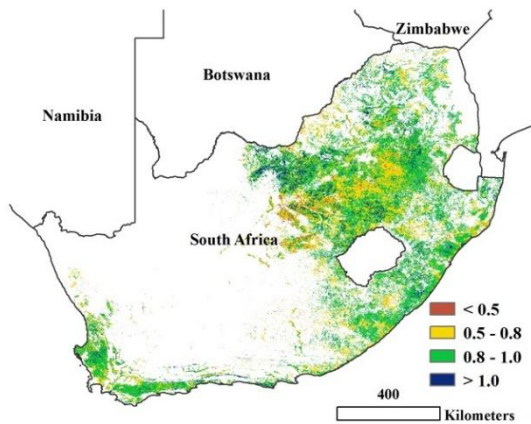 Zimbabwe
Botswana
Namibia
South Africa
< 0.5
0.5 - 0.8
0.8 - 1.0
> 1.0
400
Kilometers